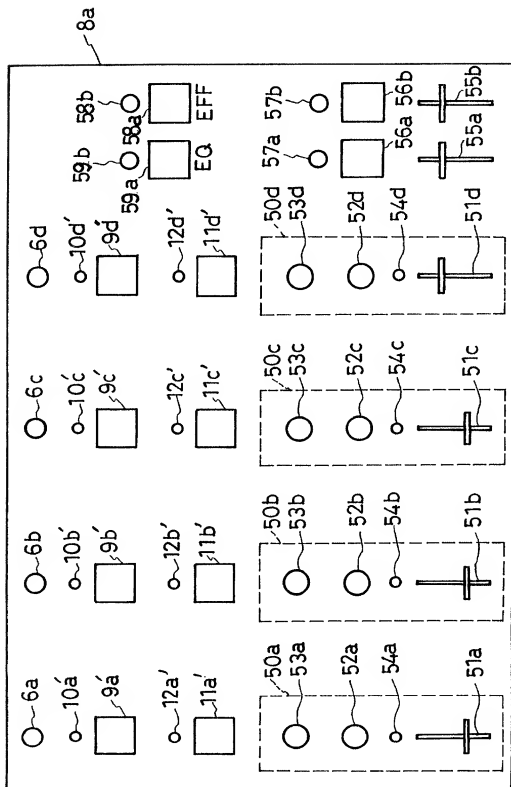 8a
6a 6b 6c 6d 59b 58b
10a′ 10b′ 10c′ 10d′ 59a 58a
9a′ 9b′ 9c′ 9d′ EQ EFF
12a′ 12b′ 12c′ 12d′
11a′ 11b′ 11c′ 11d′
50a 50b 50c 50d 57a 57b
53a 53b 53c 53d
52a 52b 52c 52d 56a 56b
54a 54b 54c 54d
51a 51b 51c 51d 55a 55b